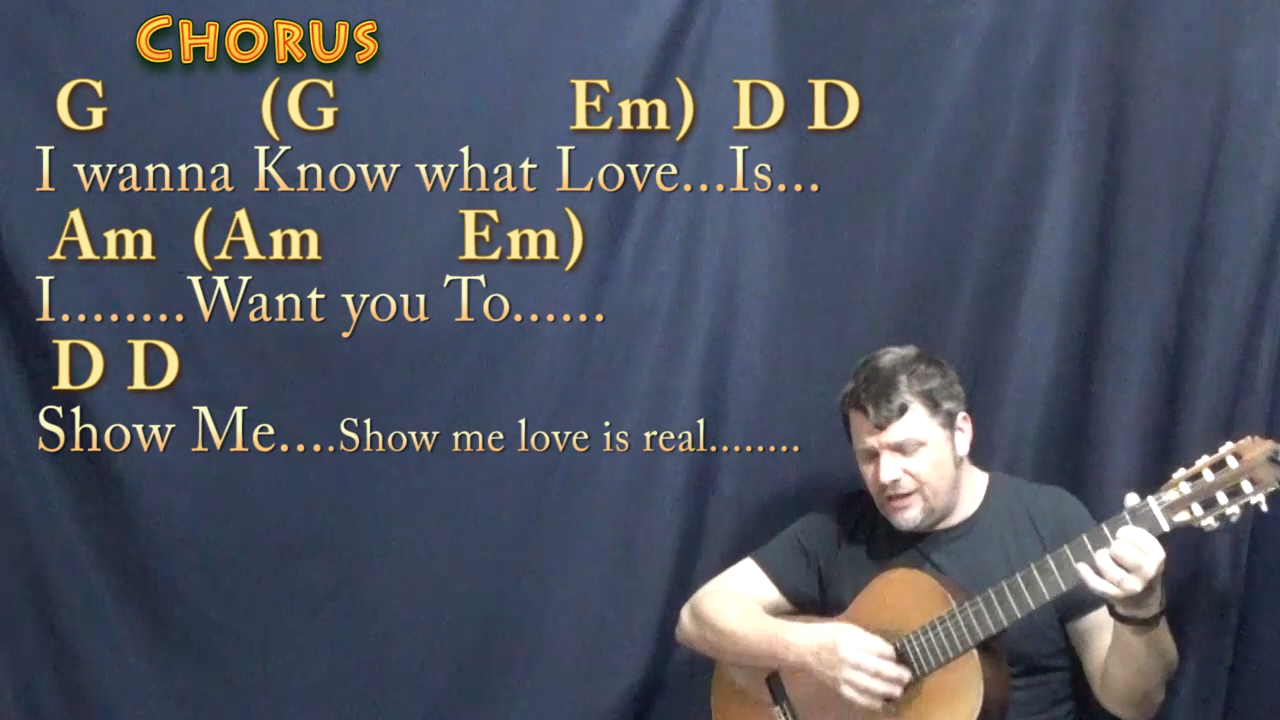 CHORUS
G (G Em) D D
I wanna Know what Love...Is...
Am (Am Em)
I........Want you To......
D D
Show Me....Show me love is real........